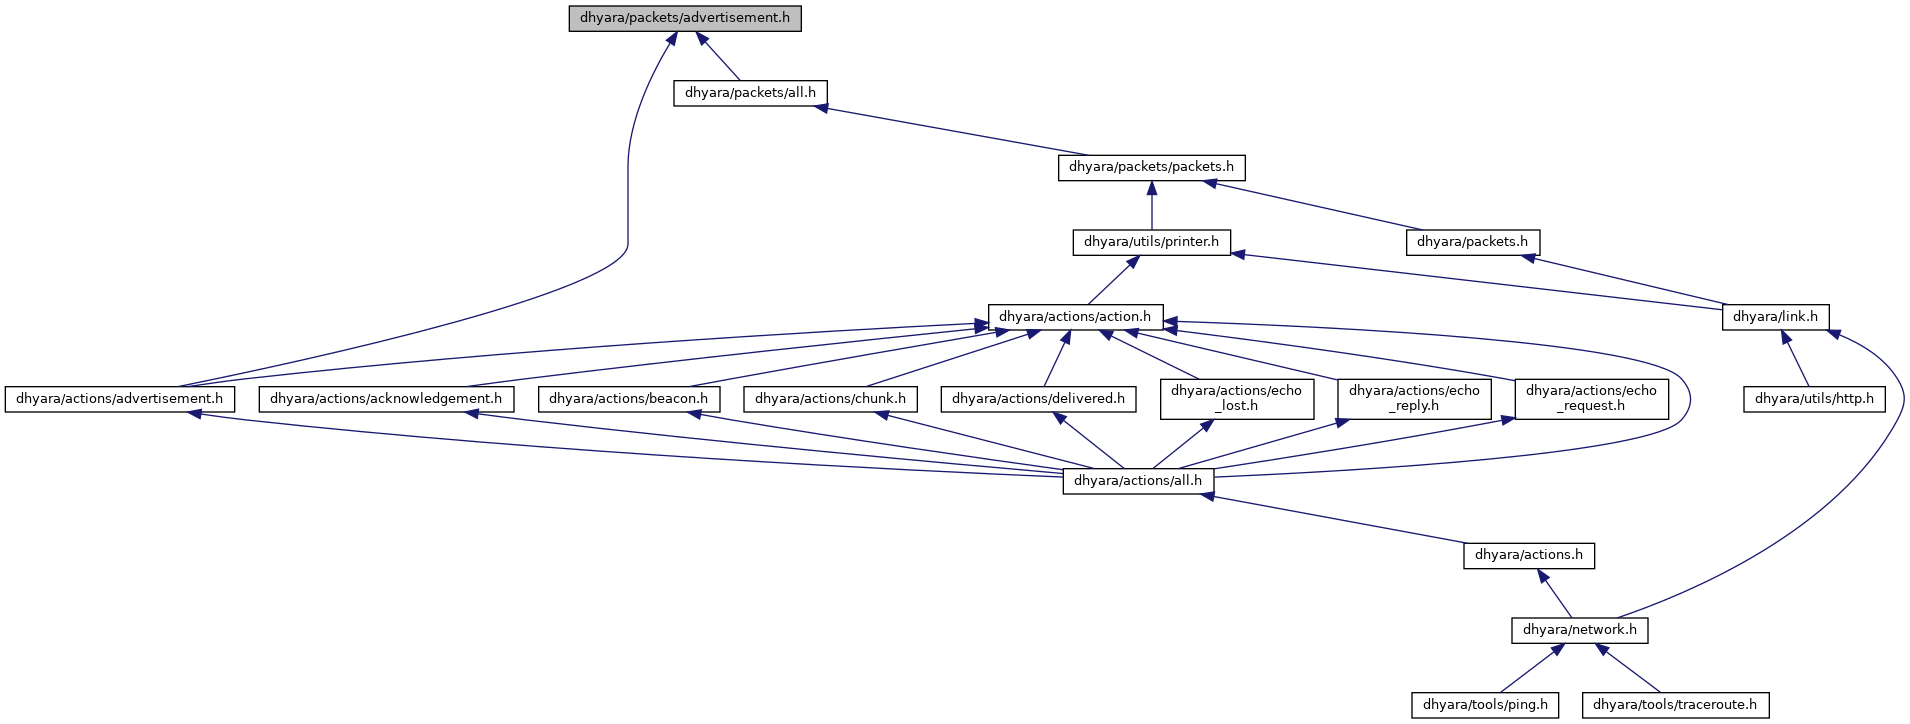 dhyara/packets/advertisement.h
dhyara/packets/all.h
dhyara/packets/packets.h
dhyara/utils/printer.h
dhyara/packets.h
dhyara/actions/action.h
dhyara/link.h
dhyara/actions/advertisement.h
dhyara/actions/acknowledgement.h
dhyara/actions/beacon.h
dhyara/actions/chunk.h
dhyara/actions/delivered.h
dhyara/actions/echo
_lost.h
dhyara/actions/echo
_reply.h
dhyara/actions/echo
_request.h
dhyara/utils/http.h
dhyara/actions/all.h
dhyara/actions.h
dhyara/network.h
dhyara/tools/ping.h
dhyara/tools/traceroute.h